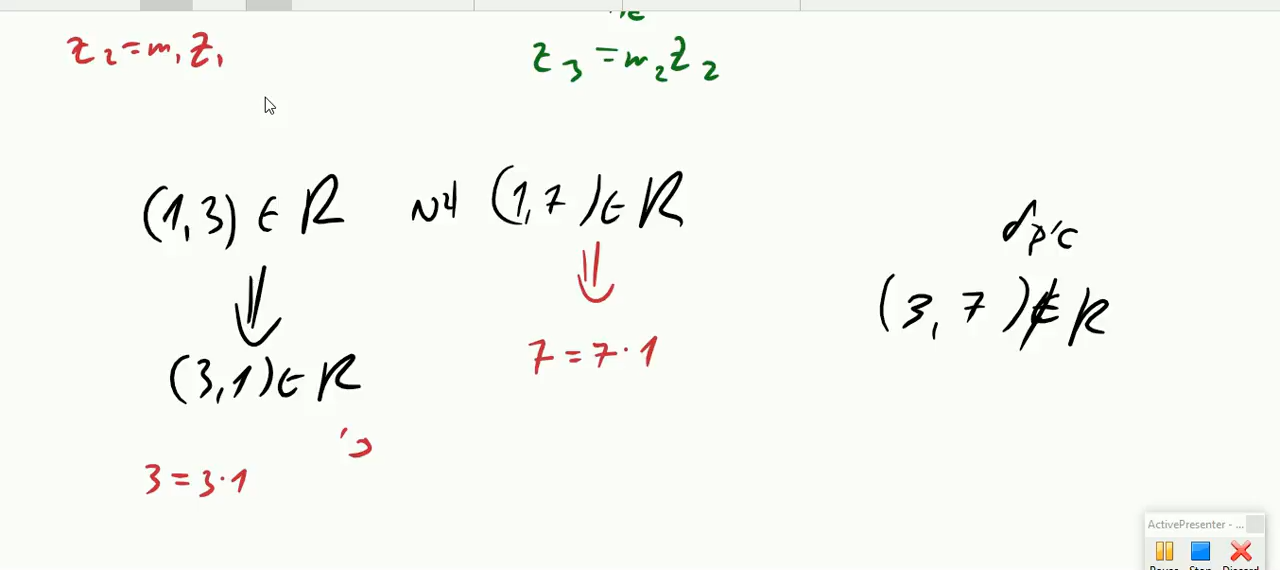 z₂ = m₁z₁
z₃ = m₂z₂
(1,3) ∈ R (1,7) ∈ R
⇓ ⇓
(3,7) ∉ R
7 = 7·1
(3,1) ∈ R
כי
3 = 3·1
ActivePresenter - ...